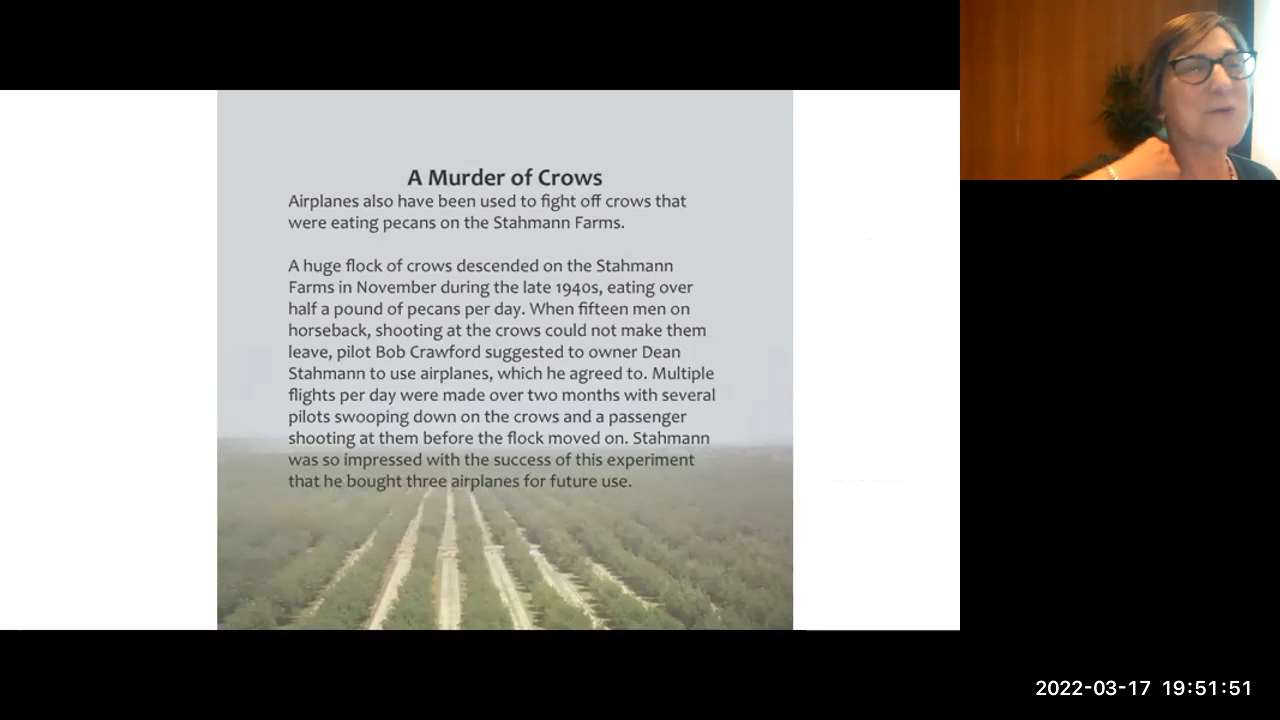 A Murder of Crows
Airplanes also have been used to fight off crows that
were eating pecans on the Stahmann Farms.
A huge flock of crows descended on the Stahmann
Farms in November during the late 1940s, eating over
half a pound of pecans per day. When fifteen men on
horseback, shooting at the crows could not make them
leave, pilot Bob Crawford suggested to owner Dean
Stahmann to use airplanes, which he agreed to. Multiple
flights per day were made over two months with several
pilots swooping down on the crows and a passenger
shooting at them before the flock moved on. Stahmann
was so impressed with the success of this experiment
that he bought three airplanes for future use.
2022-03-17 19:51:51